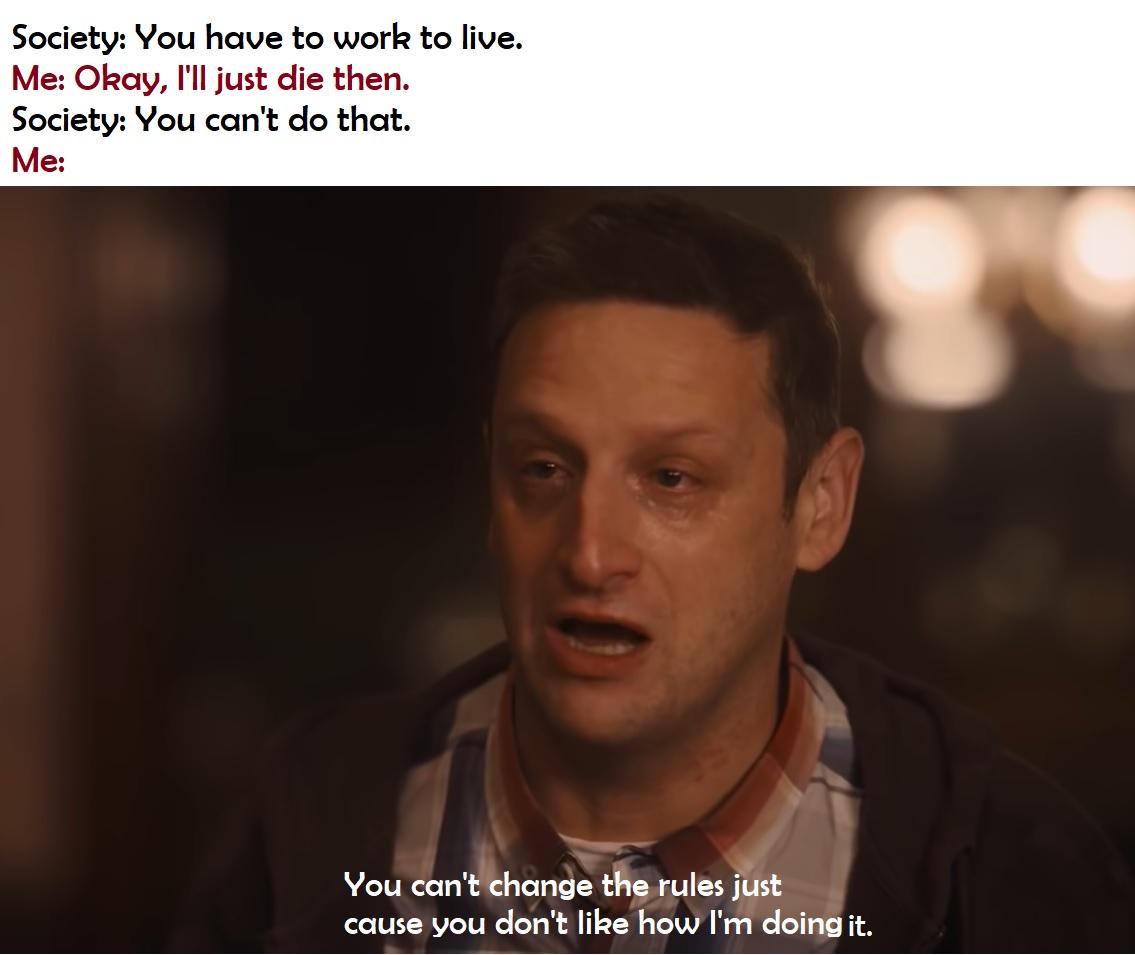 Society: You have to work to live.
Me: Okay, I'll just die then.
Society: You can't do that.
Me:
You can't change the rules just
cause you don't like how I'm doing it.